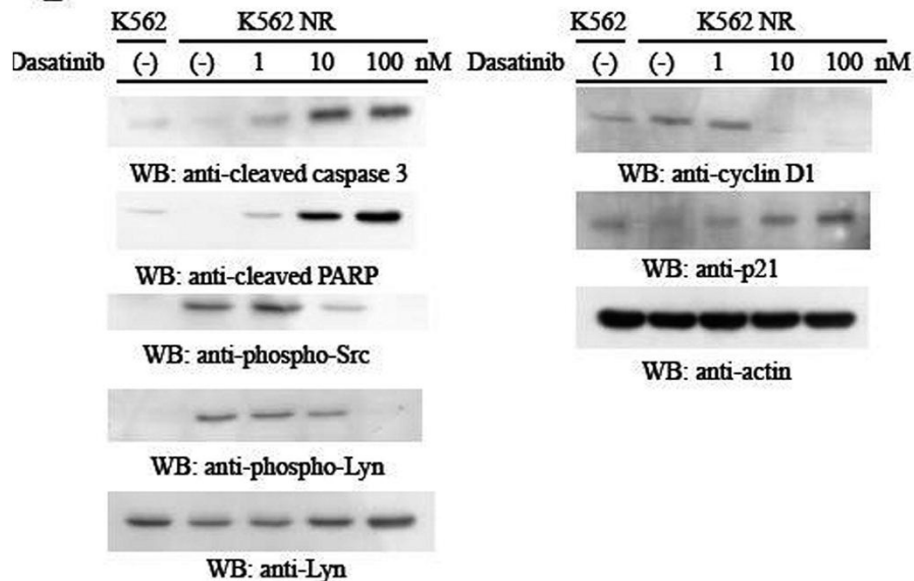 K562 K562 NR
Dasatinib (-) (-) 1 10 100 nM
WB: anti-cleaved caspase 3
WB: anti-cleaved PARP
WB: anti-phospho-Src
WB: anti-phospho-Lyn
WB: anti-Lyn
K562 K562 NR
Dasatinib (-) (-) 1 10 100 nM
WB: anti-cyclin D1
WB: anti-p21
WB: anti-actin